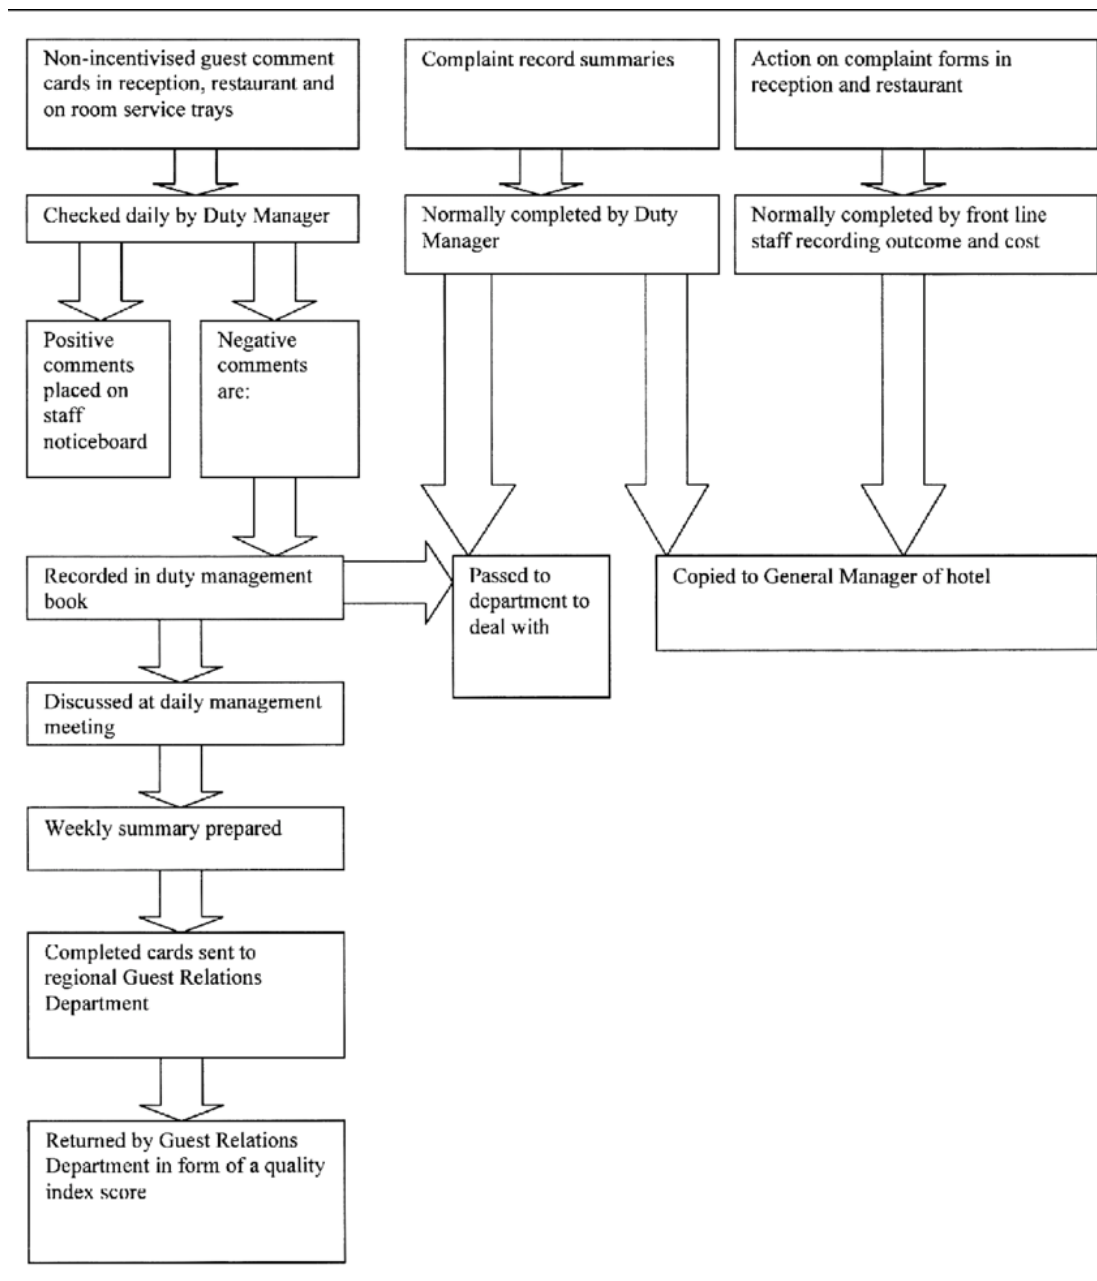 Non-incentivised guest comment
cards in reception, restaurant and
on room service trays
Complaint record summaries
Action on complaint forms in
reception and restaurant
Checked daily by Duty Manager
Normally completed by Duty
Manager
Normally completed by front line
staff recording outcome and cost
Positive
comments
placed on
staff
noticeboard
Negative
comments
are:
Recorded in duty management
book
Passed to
department to
deal with
Copied to General Manager of hotel
Discussed at daily management
meeting
Weekly summary prepared
Completed cards sent to
regional Guest Relations
Department
Returned by Guest Relations
Department in form of a quality
index score